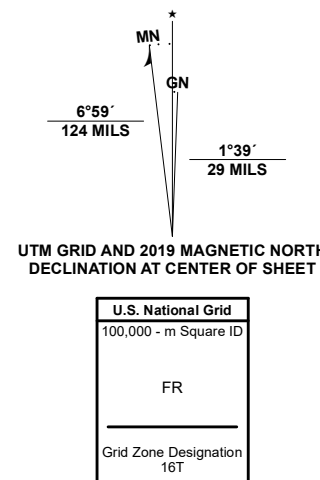 ★
MN
GN
6°59´
124 MILS
1°39´
29 MILS
UTM GRID AND 2019 MAGNETIC NORTH
DECLINATION AT CENTER OF SHEET
U.S. National Grid
100,000 - m Square ID
FR
Grid Zone Designation
16T